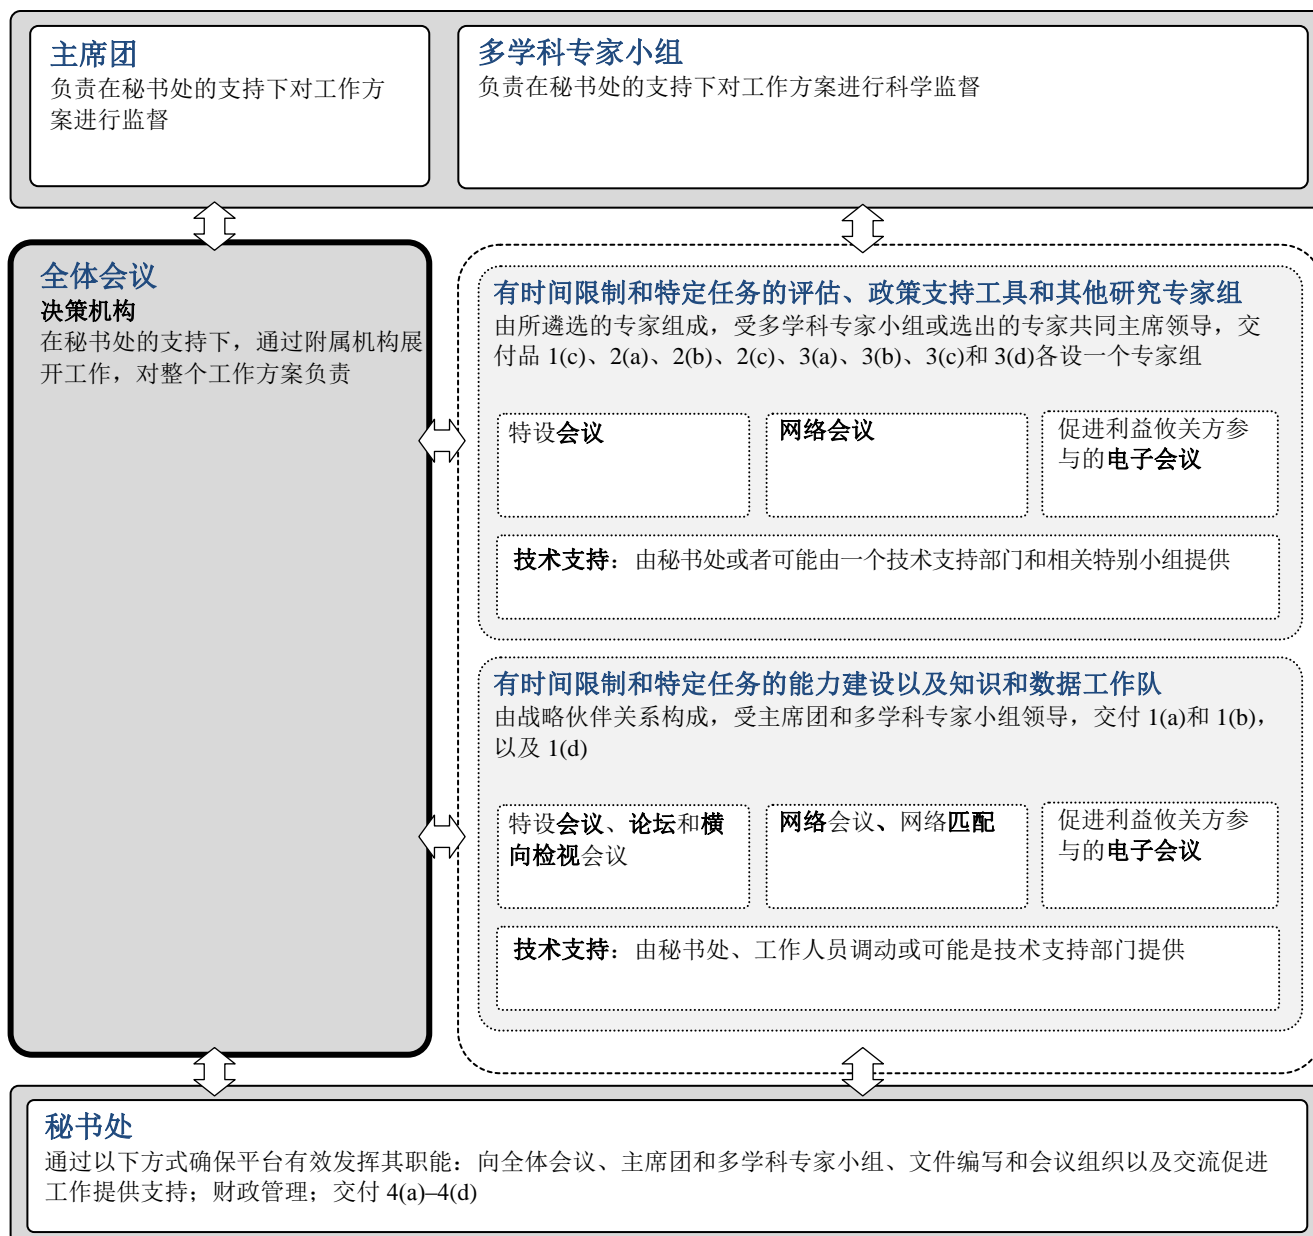 主席团
负责在秘书处的支持下对工作方
案进行监督
多学科专家小组
负责在秘书处的支持下对工作方案进行科学监督
全体会议
决策机构
在秘书处的支持下，通过附属机构展
开工作，对整个工作方案负责
有时间限制和特定任务的评估、政策支持工具和其他研究专家组
由所遴选的专家组成，受多学科专家小组或选出的专家共同主席领导，交
付品 1(c)、2(a)、2(b)、2(c)、3(a)、3(b)、3(c)和 3(d)各设一个专家组
特设会议
网络会议
促进利益攸关方参
与的电子会议
技术支持：由秘书处或者可能由一个技术支持部门和相关特别小组提供
有时间限制和特定任务的能力建设以及知识和数据工作队
由战略伙伴关系构成，受主席团和多学科专家小组领导，交付 1(a)和 1(b)，
以及 1(d)
特设会议、论坛和横
向检视会议
网络会议、网络匹配
促进利益攸关方参
与的电子会议
技术支持：由秘书处、工作人员调动或可能是技术支持部门提供
秘书处
通过以下方式确保平台有效发挥其职能：向全体会议、主席团和多学科专家小组、文件编写和会议组织以及交流促进
工作提供支持；财政管理；交付 4(a)–4(d)